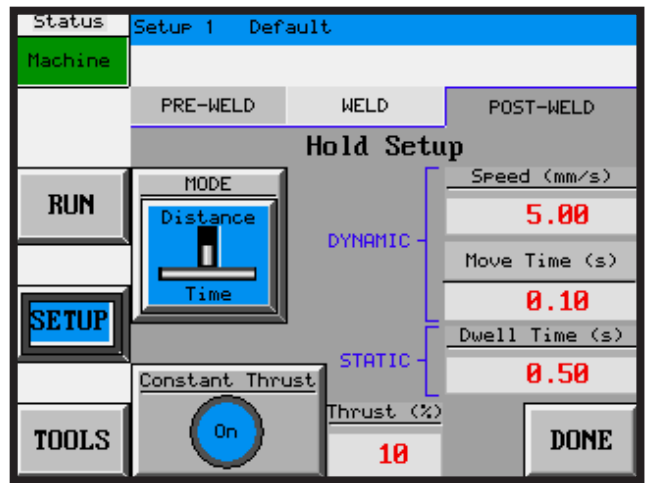 Status
Setup 1 Default
Machine
PRE-WELD
WELD
POST-WELD
Hold Setup
RUN
MODE
Distance
Time
DYNAMIC
Speed (mm/s)
5.00
Move Time (s)
0.10
SETUP
STATIC
Dwell Time (s)
0.50
Constant Thrust
On
Thrust (%)
10
TOOLS
DONE